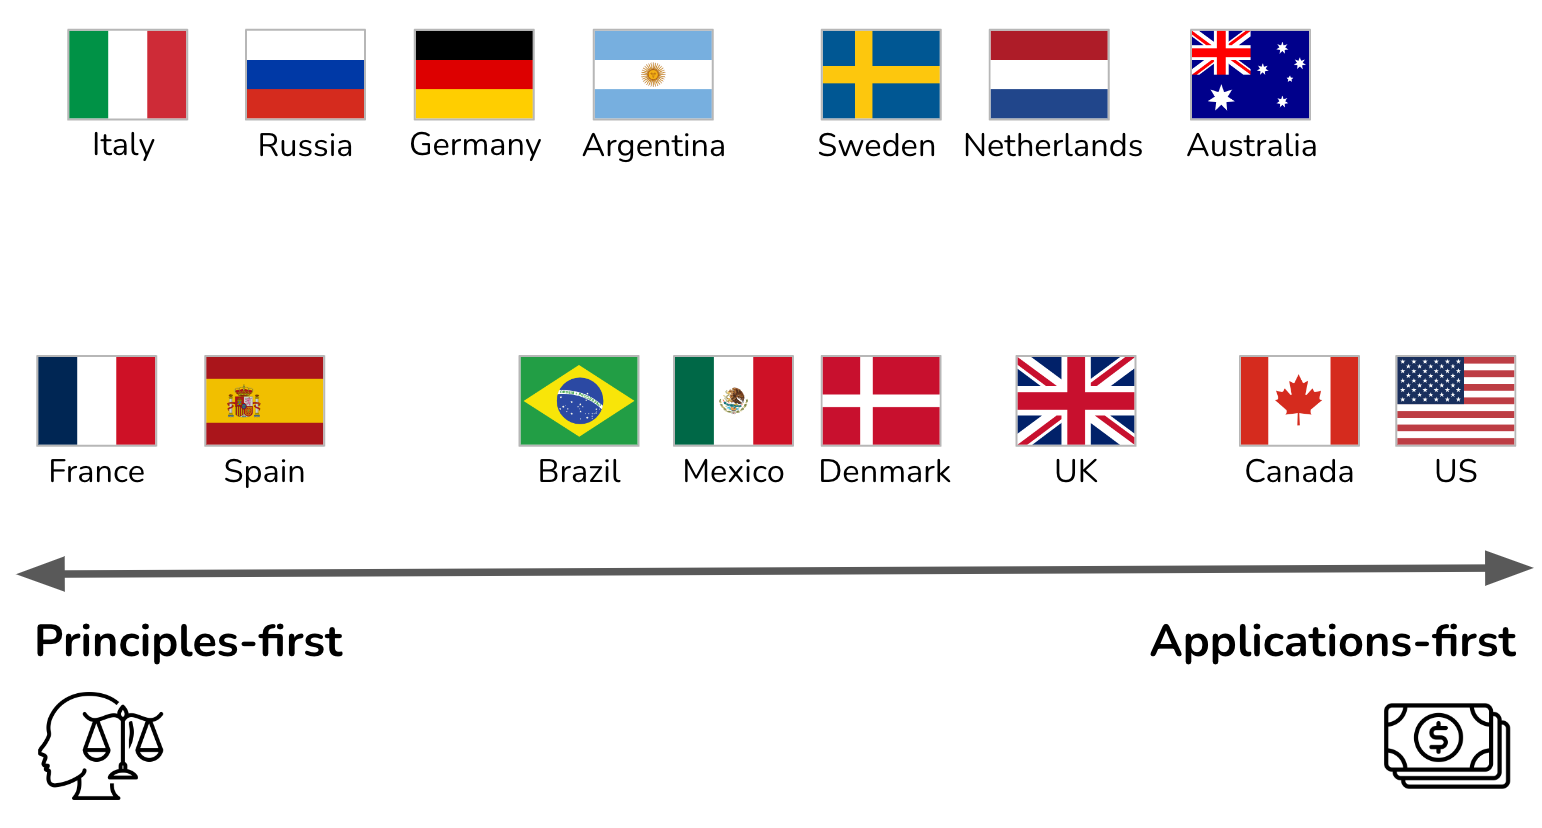 Italy
Russia
Germany
Argentina
Sweden
Netherlands
Australia
France
Spain
Brazil
Mexico
Denmark
UK
Canada
US
Principles-first
Applications-first
$